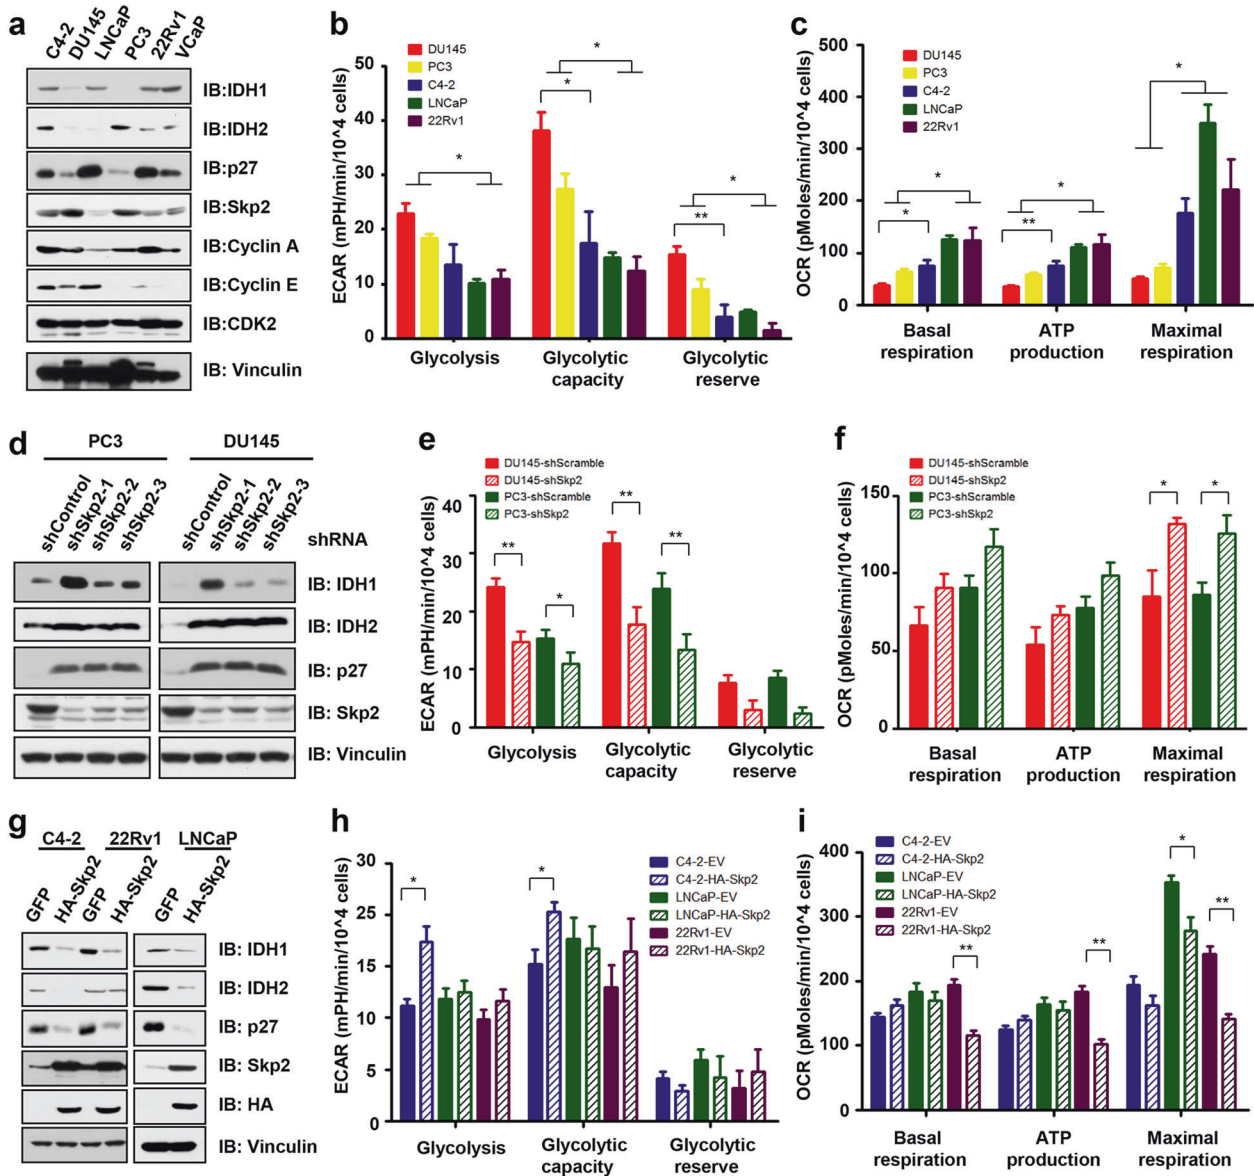 a
C4-2
DU145
LNCaP
PC3
22Rv1
VCaP
IB:IDH1
IB:IDH2
IB:p27
IB:Skp2
IB:Cyclin A
IB:Cyclin E
IB:CDK2
IB: Vinculin
b
ECAR (mPH/min/10^4 cells)
50
40
30
20
10
0
DU145
PC3
C4-2
LNCaP
22Rv1
*
*
*
*
**
Glycolysis
Glycolytic capacity
Glycolytic reserve
c
OCR (pMoles/min/10^4 cells)
500
400
300
200
100
0
DU145
PC3
C4-2
LNCaP
22Rv1
*
*
*
**
*
Basal respiration
ATP production
Maximal respiration
d
PC3
DU145
shControl
shSkp2-1
shSkp2-2
shSkp2-3
shControl
shSkp2-1
shSkp2-2
shSkp2-3
shRNA
IB: IDH1
IB: IDH2
IB: p27
IB: Skp2
IB: Vinculin
e
DU145-shScramble
DU145-shSkp2
PC3-shScramble
PC3-shSkp2
ECAR (mPH/min/10^4 cells)
40
30
20
10
0
**
*
**
**
Glycolysis
Glycolytic capacity
Glycolytic reserve
f
DU145-shScramble
DU145-shSkp2
PC3-shScramble
PC3-shSkp2
OCR (pMoles/min/10^4 cells)
150
100
50
0
*
*
Basal respiration
ATP production
Maximal respiration
g
C4-2
22Rv1
LNCaP
GFP
HA-Skp2
GFP
HA-Skp2
GFP
HA-Skp2
IB: IDH1
IB: IDH2
IB: p27
IB: Skp2
IB: HA
IB: Vinculin
h
ECAR (mPH/min/10^4 cells)
30
25
15
10
5
0
C4-2-EV
C4-2-HA-Skp2
LNCaP-EV
LNCaP-HA-Skp2
22Rv1-EV
22Rv1-HA-Skp2
*
*
Glycolysis
Glycolytic capacity
Glycolytic reserve
i
OCR (pMoles/min/10^4 cells)
400
300
200
100
0
C4-2-EV
C4-2-HA-Skp2
LNCaP-EV
LNCaP-HA-Skp2
22Rv1-EV
22Rv1-HA-Skp2
**
**
*
**
Basal respiration
ATP production
Maximal respiration